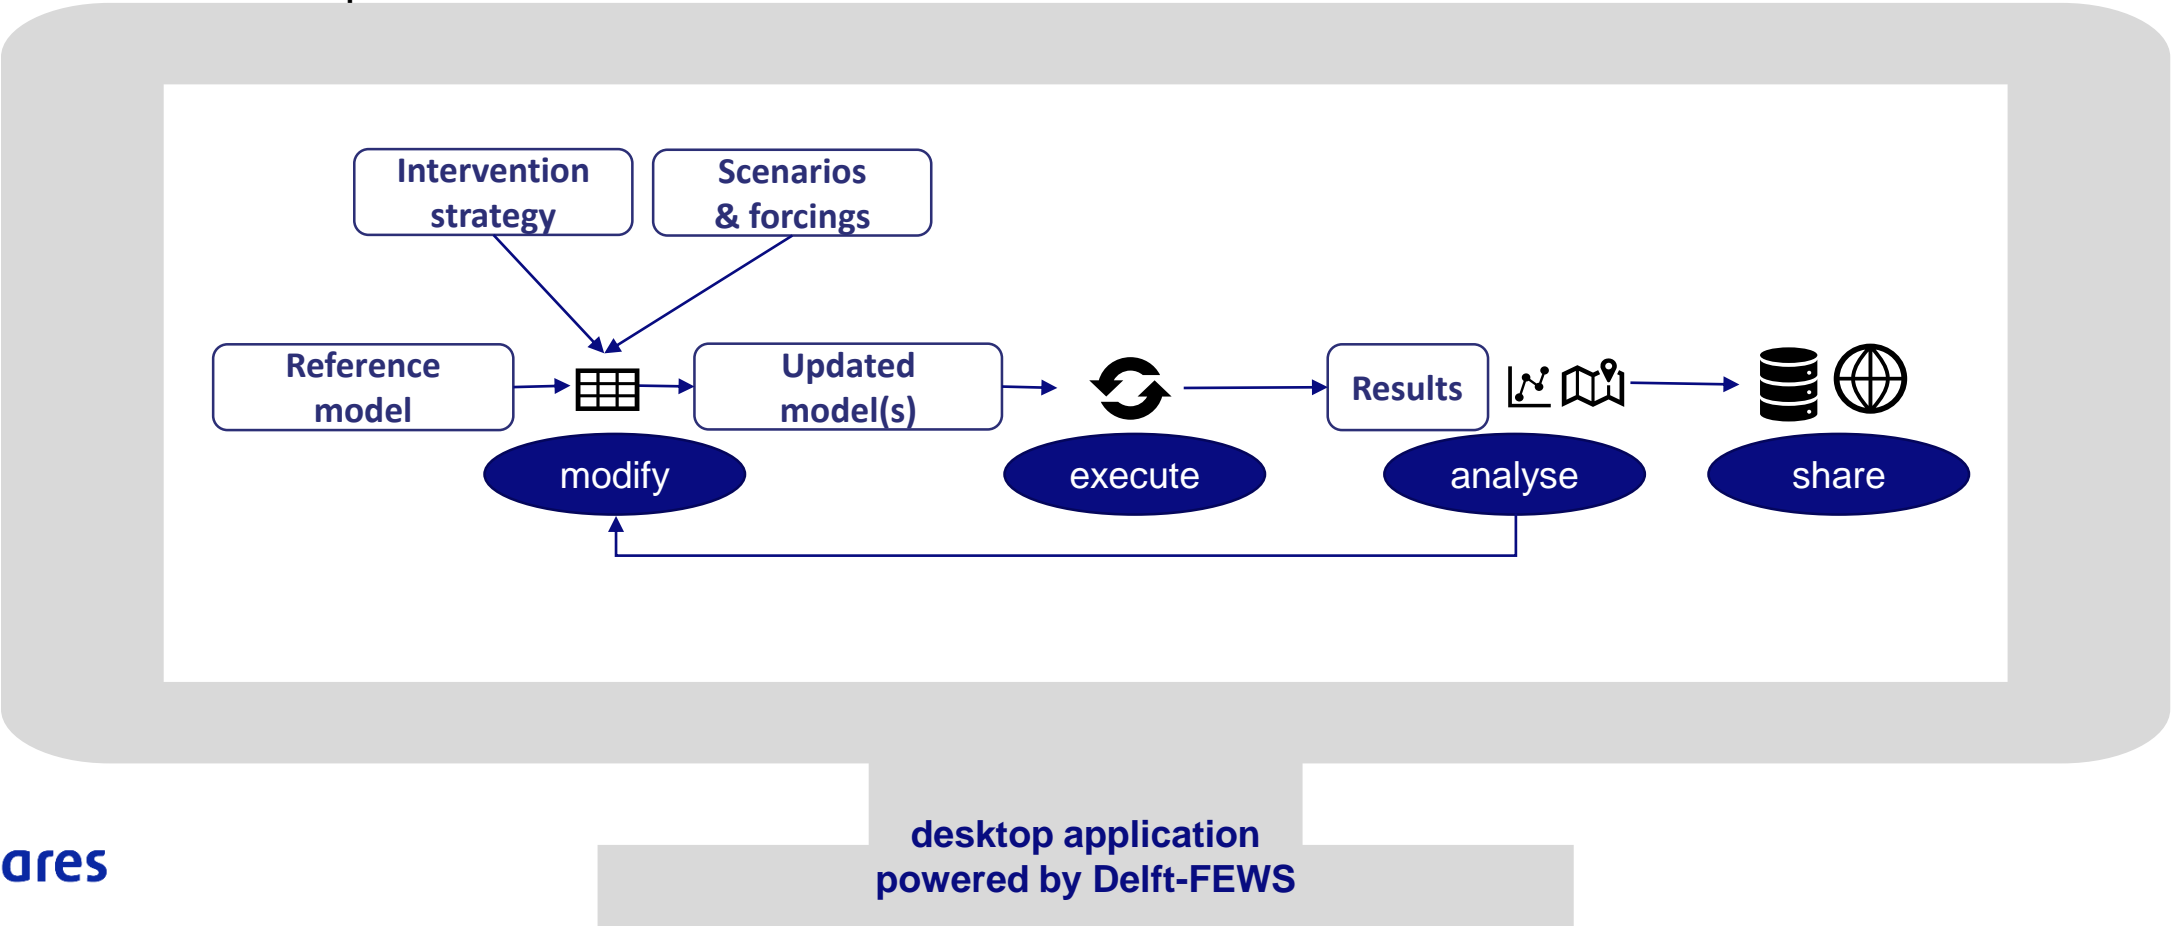 Intervention
strategy
Scenarios
& forcings
Reference
model
Updated
model(s)
Results
modify
execute
analyse
share
desktop application
powered by Delft-FEWS
ares